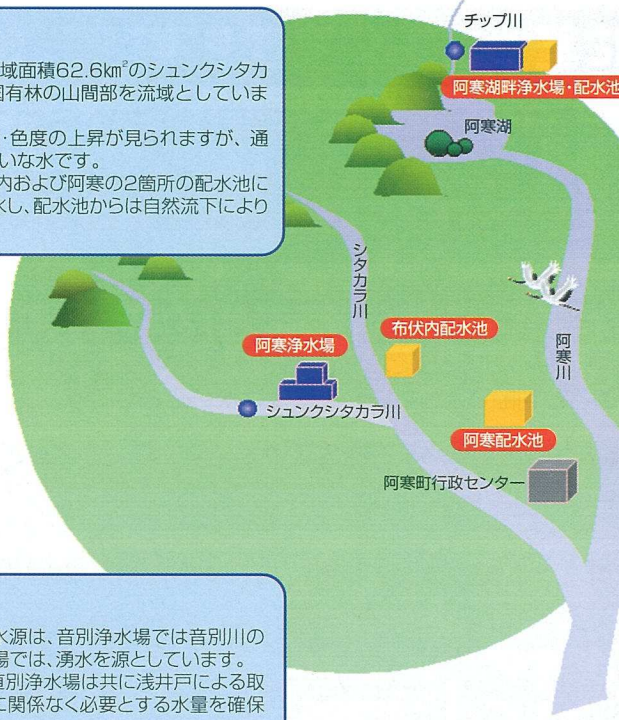 チップ川
阿寒湖畔浄水場・配水池
阿寒湖
域面積62.6km²のシュンクシタカ
国有林の山間部を流域としていま
・色度の上昇が見られますが、通
いな水です。
内および阿寒の2箇所の配水池に
水し、配水池からは自然流下により
シタカラ川
阿寒川
布伏内配水池
阿寒浄水場
シュンクシタカラ川
阿寒配水池
阿寒町行政センター
水源は、音別浄水場では音別川の
場では、湧水を源としています。
直別浄水場は共に浅井戸による取
に関係なく必要とする水量を確保